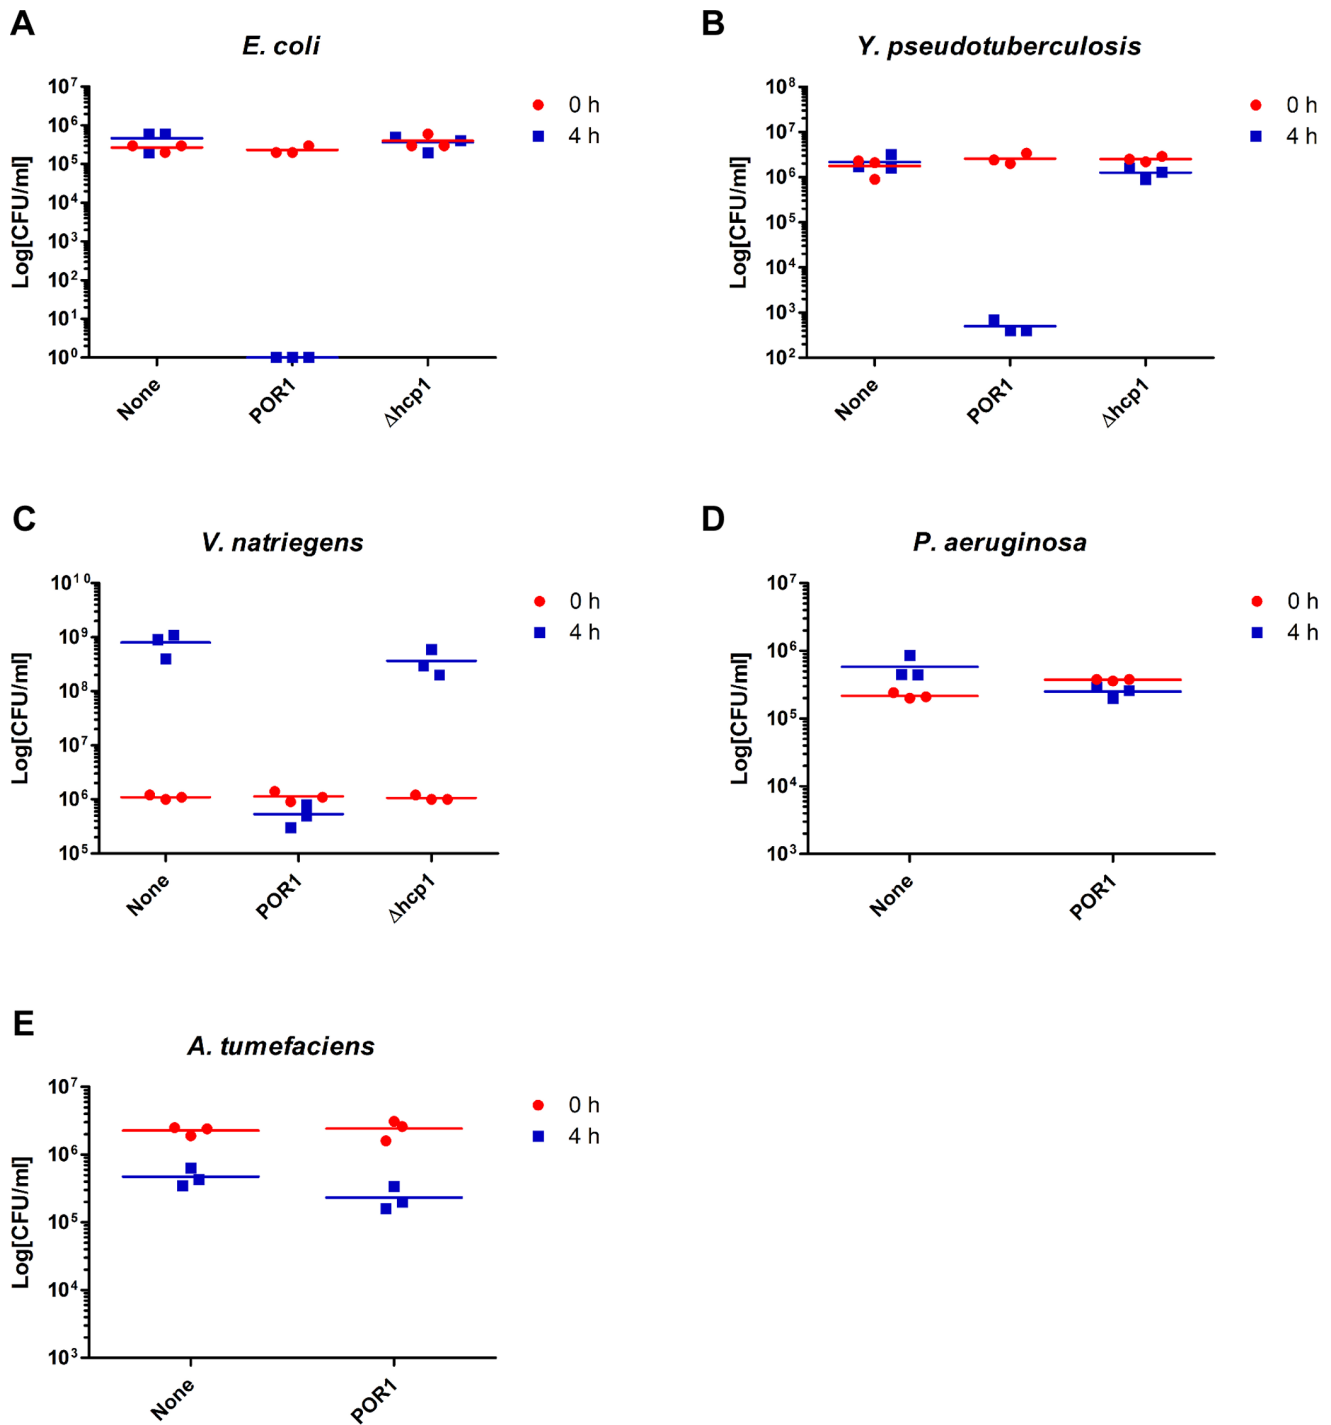 A
E. coli
Log[CFU/ml]
10⁷
10⁶
10⁵
10⁴
10³
10²
10¹
10⁰
None
POR1
Δhcp1
0 h
4 h
B
Y. pseudotuberculosis
Log[CFU/ml]
10⁸
10⁷
10⁶
10⁵
10⁴
10³
10²
None
POR1
Δhcp1
0 h
4 h
C
V. natriegens
Log[CFU/ml]
10¹⁰
10⁹
10⁸
10⁷
10⁶
10⁵
None
POR1
Δhcp1
0 h
4 h
D
P. aeruginosa
Log[CFU/ml]
10⁷
10⁶
10⁵
10⁴
10³
None
POR1
0 h
4 h
E
A. tumefaciens
Log[CFU/ml]
10⁷
10⁶
10⁵
10⁴
10³
None
POR1
0 h
4 h